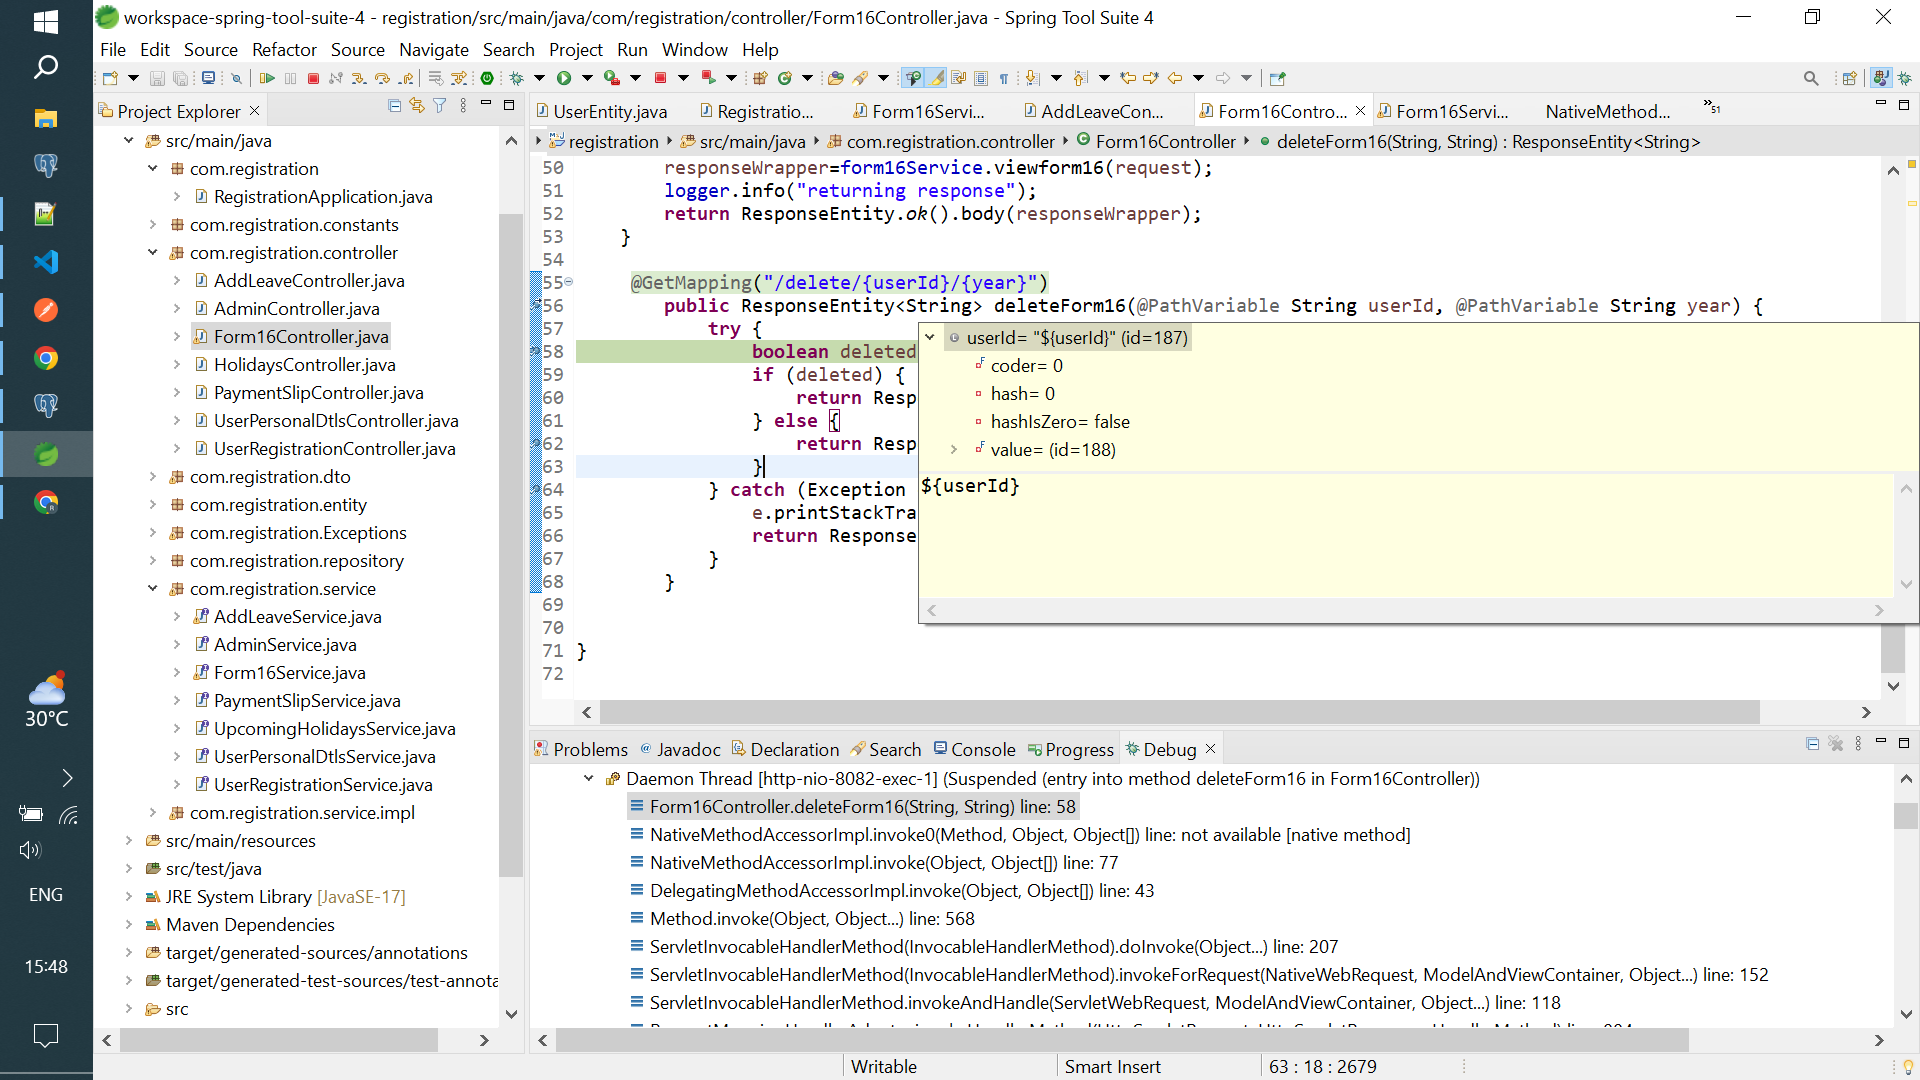 workspace-spring-tool-suite-4 - registration/src/main/java/com/registration/controller/Form16Controller.java - Spring Tool Suite 4
File Edit Source Refactor Source Navigate Search Project Run Window Help
Project Explorer
src/main/java
com.registration
RegistrationApplication.java
com.registration.constants
com.registration.controller
AddLeaveController.java
AdminController.java
Form16Controller.java
HolidaysController.java
PaymentSlipController.java
UserPersonalDtlsController.java
UserRegistrationController.java
com.registration.dto
com.registration.entity
com.registration.Exceptions
com.registration.repository
com.registration.service
AddLeaveService.java
AdminService.java
Form16Service.java
PaymentSlipService.java
UpcomingHolidaysService.java
UserPersonalDtlsService.java
UserRegistrationService.java
com.registration.service.impl
src/main/resources
src/test/java
JRE System Library [JavaSE-17]
Maven Dependencies
target/generated-sources/annotations
target/generated-test-sources/test-annota
src
UserEntity.java Registratio... Form16Servi... AddLeaveCon... Form16Contro... Form16Servi... NativeMethod... »51
registration src/main/java com.registration.controller Form16Controller deleteForm16(String, String) : ResponseEntity<String>
50 responseWrapper=form16Service.viewform16(request);
51 logger.info("returning response");
52 return ResponseEntity.ok().body(responseWrapper);
53 }
54
55 @GetMapping("/delete/{userId}/{year}")
56 public ResponseEntity<String> deleteForm16(@PathVariable String userId, @PathVariable String year) {
57 try {
58 boolean deleted
59 if (deleted) {
60 return Resp
61 } else {
62 return Resp
63 }
64 } catch (Exception
65 e.printStackTra
66 return Response
67 }
68 }
69
70
71 }
72
userId= "${userId}" (id=187)
coder= 0
hash= 0
hashIsZero= false
value= (id=188)
${userId}
Problems Javadoc Declaration Search Console Progress Debug
Daemon Thread [http-nio-8082-exec-1] (Suspended (entry into method deleteForm16 in Form16Controller))
Form16Controller.deleteForm16(String, String) line: 58
NativeMethodAccessorImpl.invoke0(Method, Object, Object[]) line: not available [native method]
NativeMethodAccessorImpl.invoke(Object, Object[]) line: 77
DelegatingMethodAccessorImpl.invoke(Object, Object[]) line: 43
Method.invoke(Object, Object...) line: 568
ServletInvocableHandlerMethod(InvocableHandlerMethod).doInvoke(Object...) line: 207
ServletInvocableHandlerMethod(InvocableHandlerMethod).invokeForRequest(NativeWebRequest, ModelAndViewContainer, Object...) line: 152
ServletInvocableHandlerMethod.invokeAndHandle(ServletWebRequest, ModelAndViewContainer, Object...) line: 118
Writable Smart Insert 63 : 18 : 2679
30°C
ENG
15:48